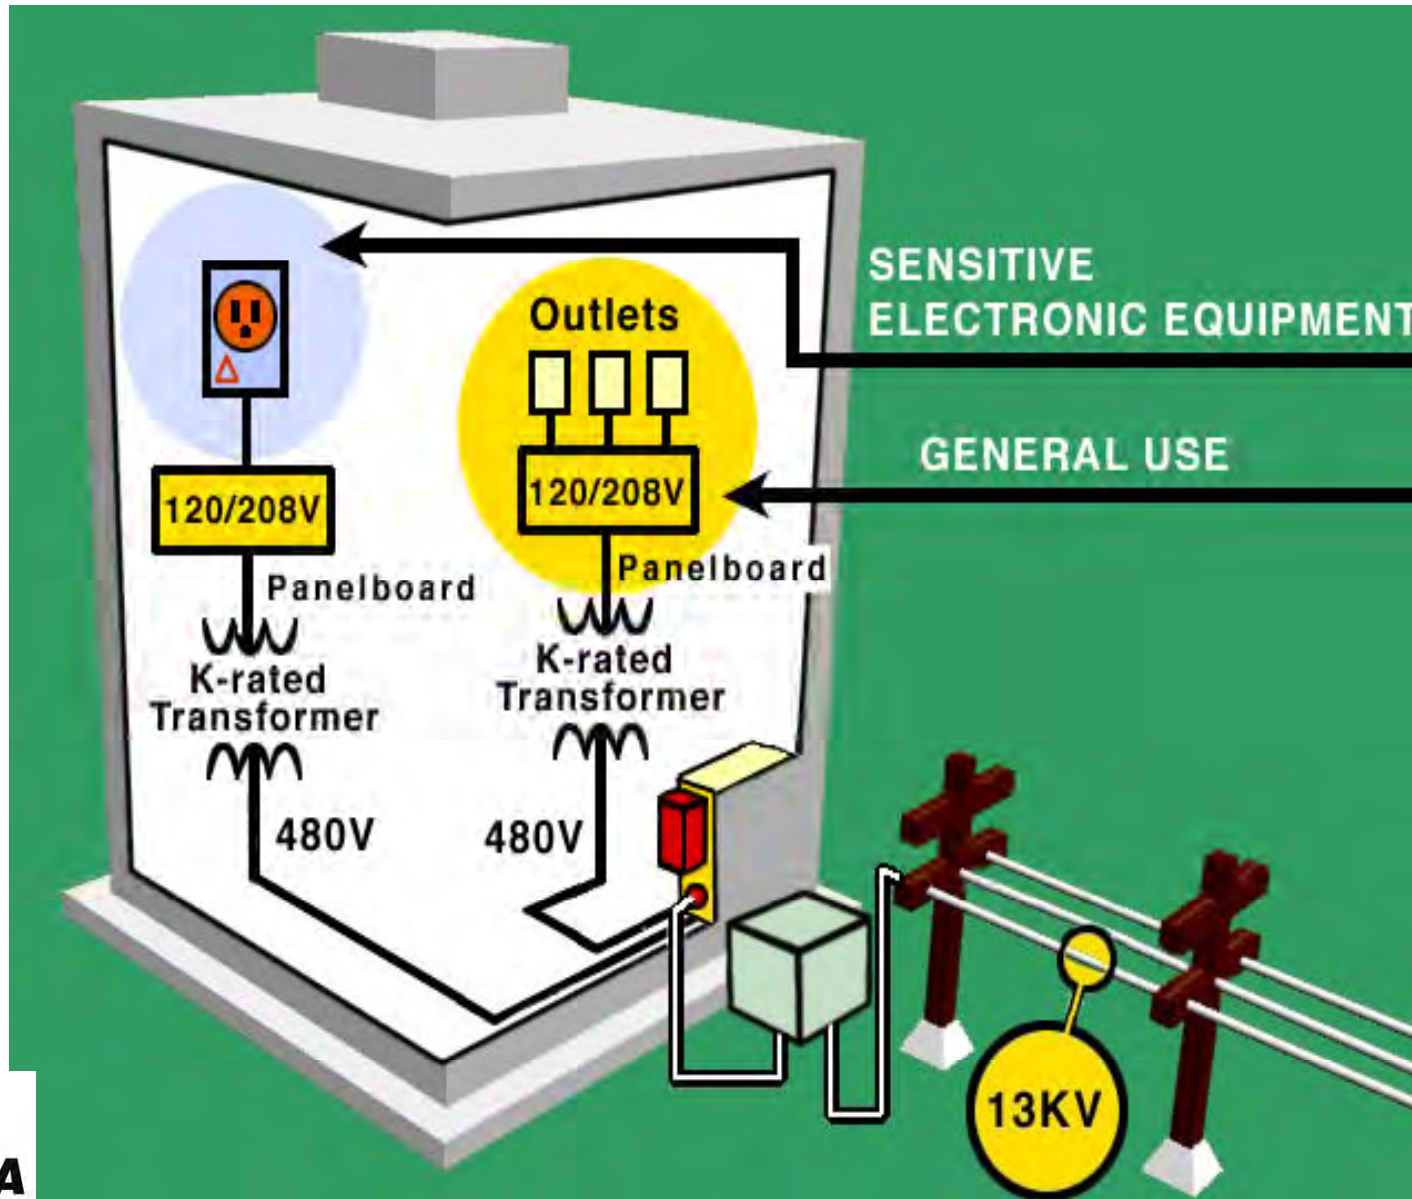 SENSITIVE
ELECTRONIC EQUIPMENT
Outlets
GENERAL USE
120/208V
120/208V
Panelboard
Panelboard
K-rated
Transformer
K-rated
Transformer
480V
480V
13KV
A